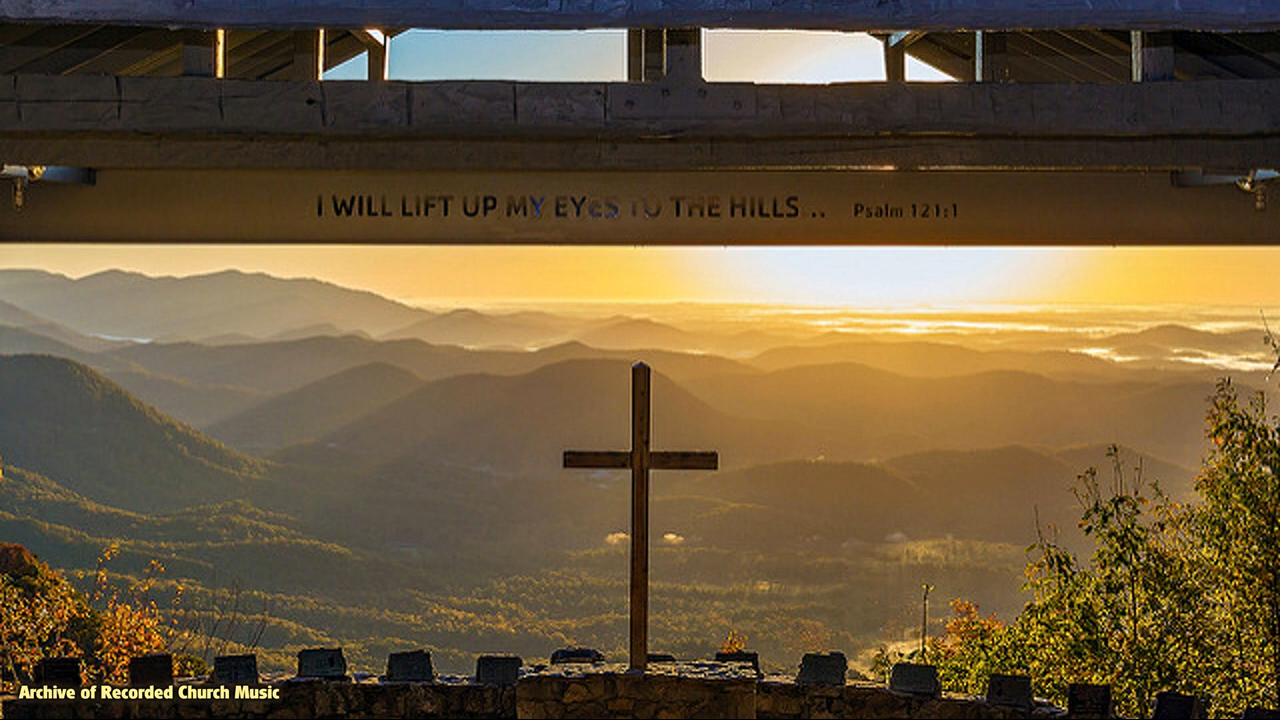 I WILL LIFT UP MY EYeS TO THE HILLS .. Psalm 121:1
Archive of Recorded Church Music